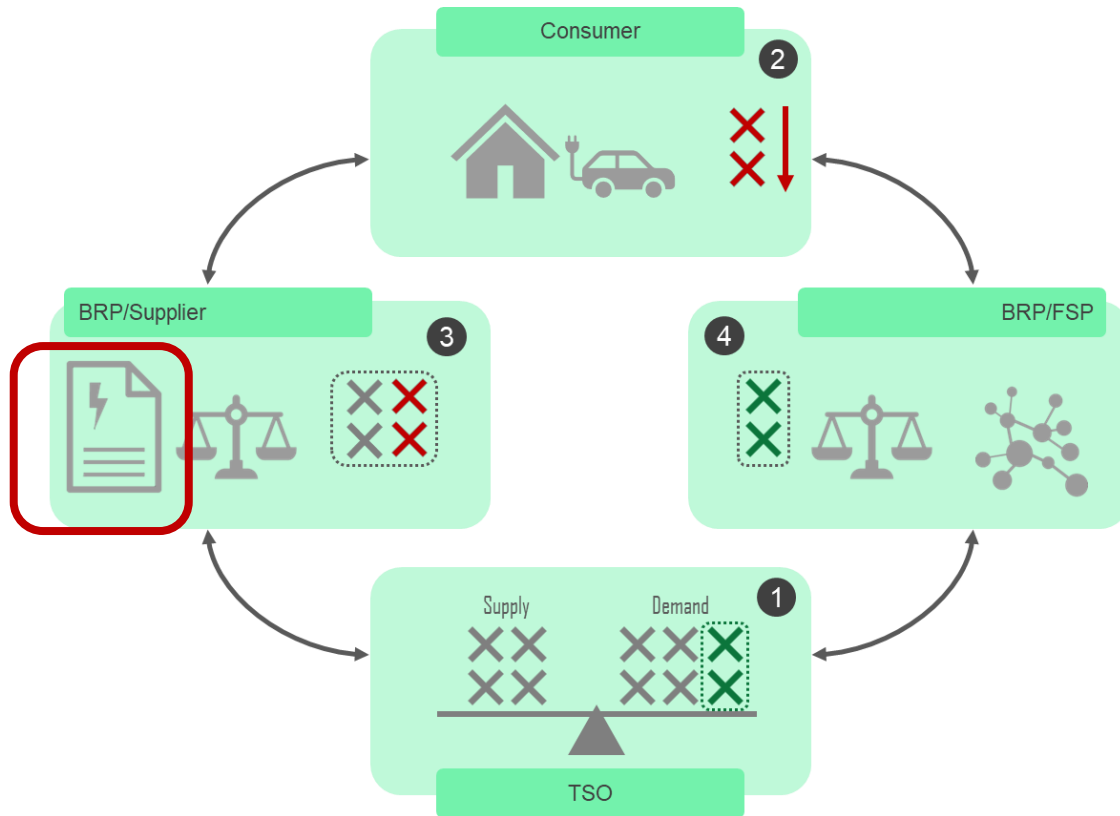 Consumer
2
BRP/Supplier
3
BRP/FSP
4
Supply
Demand
1
TSO